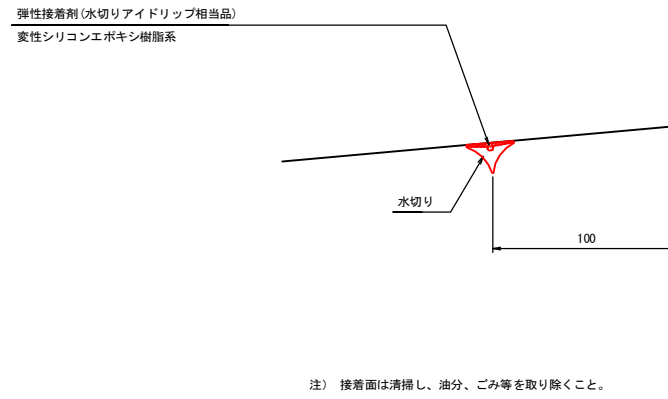 弾性接着剤(水切りアイドリップ相当品)
変性シリコンエポキシ樹脂系
水切り
100
注） 接着面は清掃し、油分、ごみ等を取り除くこと。